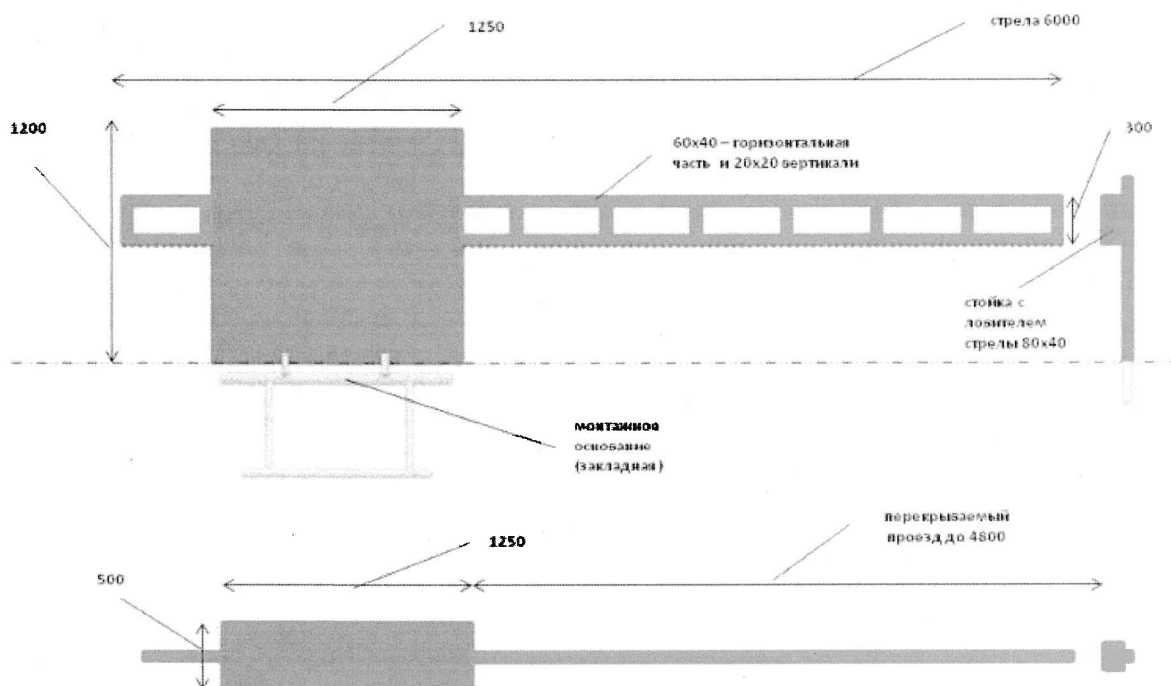 1250
стрела 6000
1200
60х40 – горизонтальная
часть и 20х20 вертикали
300
стойка с
ловителем
стрелы 80х40
монтажное
основание
(закладная)
перекрываемый
проезд до 4800
1250
500